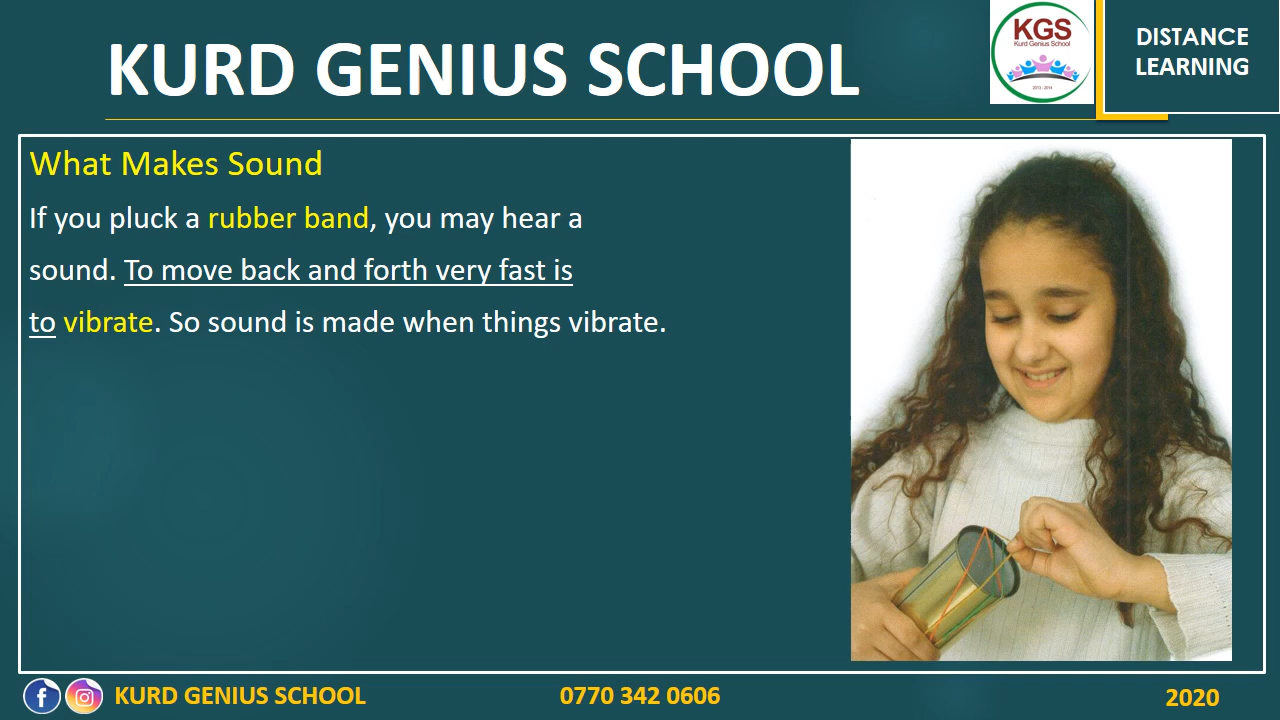 KURD GENIUS SCHOOL
KGS
Kurd Genius School
2013 - 2014
DISTANCE
LEARNING
What Makes Sound
If you pluck a rubber band, you may hear a
sound. To move back and forth very fast is
to vibrate. So sound is made when things vibrate.
KURD GENIUS SCHOOL
0770 342 0606
2020